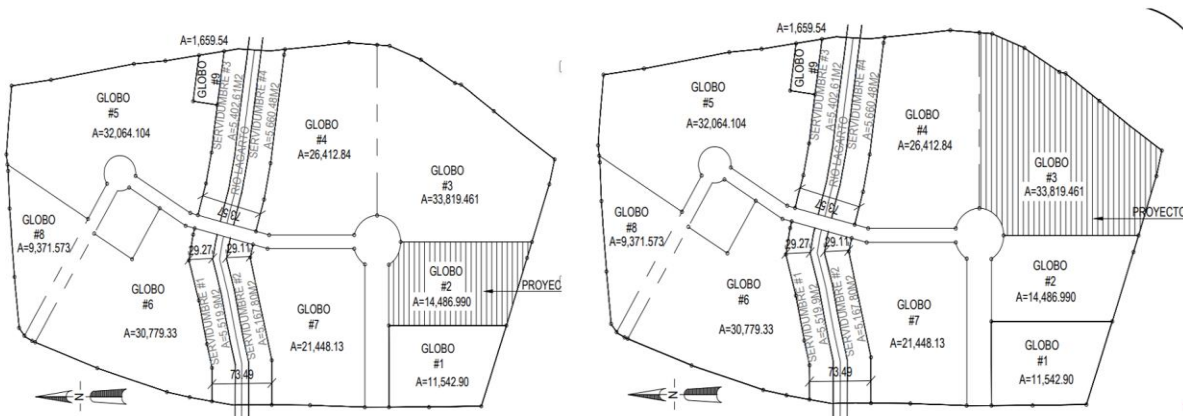 A=1,659.54
GLOBO
#9
SERVIDUMBRE #3
A=5.402.61M2
RIO LAGARTO
SERVIDUMBRE #4
A=5.660.48M2
GLOBO
#5
A=32,064.104
GLOBO
#4
A=26,412.84
GLOBO
#3
A=33,819.461
73.57
GLOBO
#8
A=9,371.573
29.27
29.11
GLOBO
#2
A=14,486.990
PROYEC
GLOBO
#6
A=30,779.33
SERVIDUMBRE #1
A=5.519.9M2
SERVIDUMBRE #2
A=5,167.80M2
GLOBO
#7
A=21,448.13
GLOBO
#1
A=11,542.90
73.49
N
A=1,659.54
GLOBO
#9
SERVIDUMBRE #3
A=5.402.61M2
RIO LAGARTO
SERVIDUMBRE #4
A=5.660.48M2
GLOBO
#5
A=32,064.104
GLOBO
#4
A=26,412.84
GLOBO
#3
A=33,819.461
PROYECTO
73.57
GLOBO
#8
A=9,371.573
29.27
29.11
GLOBO
#2
A=14,486.990
GLOBO
#6
A=30,779.33
SERVIDUMBRE #1
A=5.519.9M2
SERVIDUMBRE #2
A=5,167.80M2
GLOBO
#7
A=21,448.13
GLOBO
#1
A=11,542.90
73.49
N